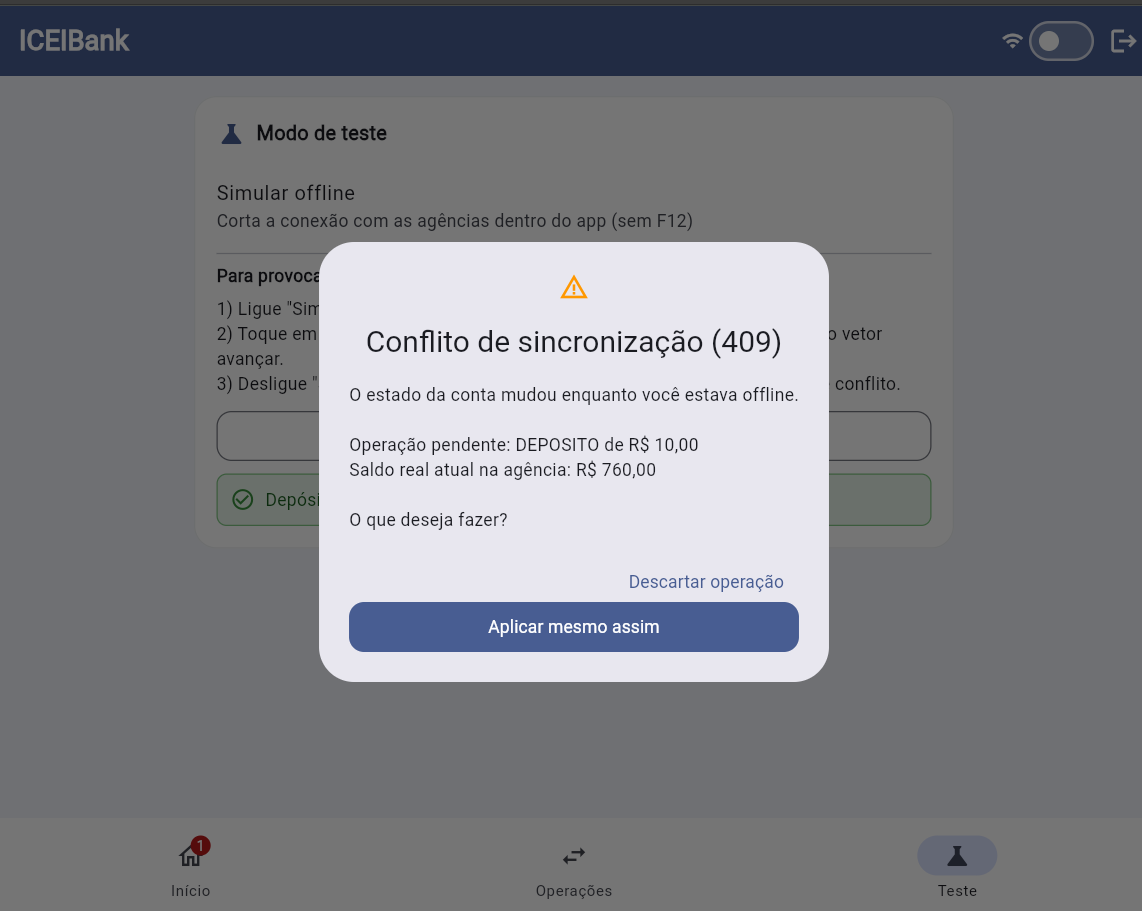 ICEIBank
Modo de teste
Simular offline
Corta a conexão com as agências dentro do app (sem F12)
Para provoca
1) Ligue "Sim
2) Toque em o vetor
avançar.
3) Desligue " conflito.
Depósi
Conflito de sincronização (409)
O estado da conta mudou enquanto você estava offline.
Operação pendente: DEPOSITO de R$ 10,00
Saldo real atual na agência: R$ 760,00
O que deseja fazer?
Descartar operação
Aplicar mesmo assim
1
Início
Operações
Teste